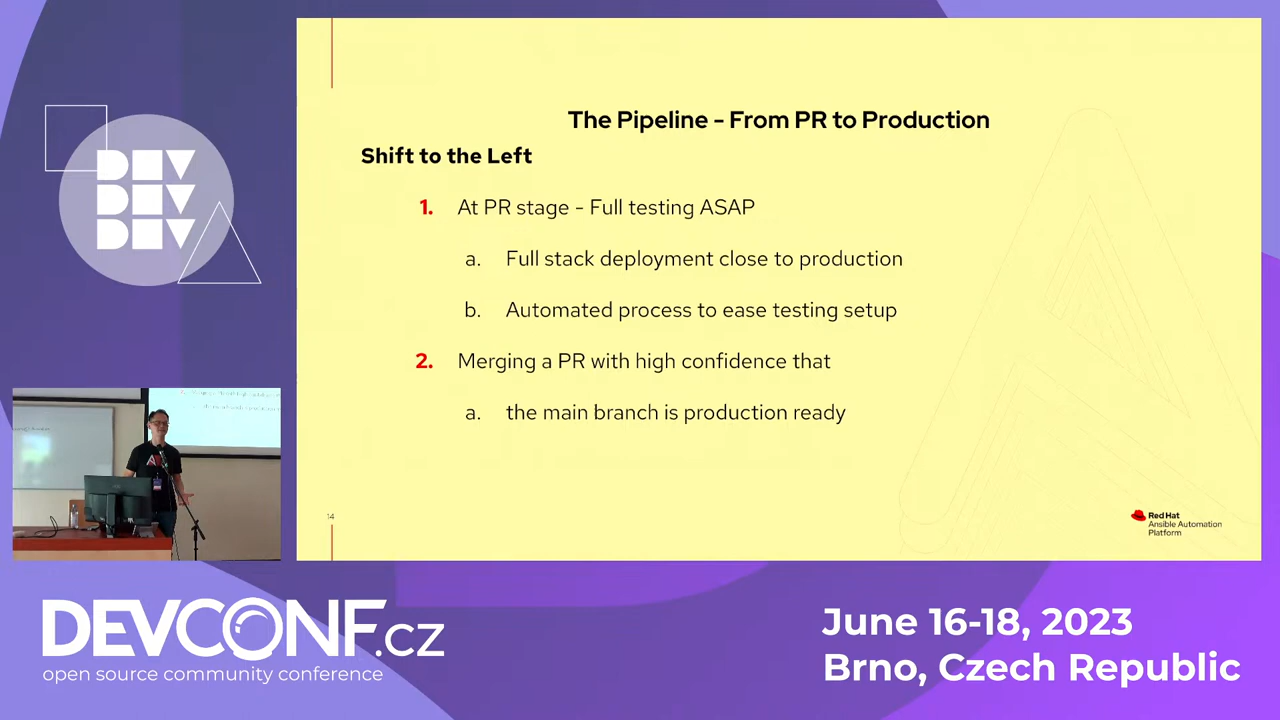 DEV
DEV
DEV
The Pipeline - From PR to Production
Shift to the Left
1. At PR stage - Full testing ASAP
a. Full stack deployment close to production
b. Automated process to ease testing setup
2. Merging a PR with high confidence that
a. the main branch is production ready
14
Red Hat
Ansible Automation
Platform
DEVCONF.cz
open source community conference
June 16-18, 2023
Brno, Czech Republic